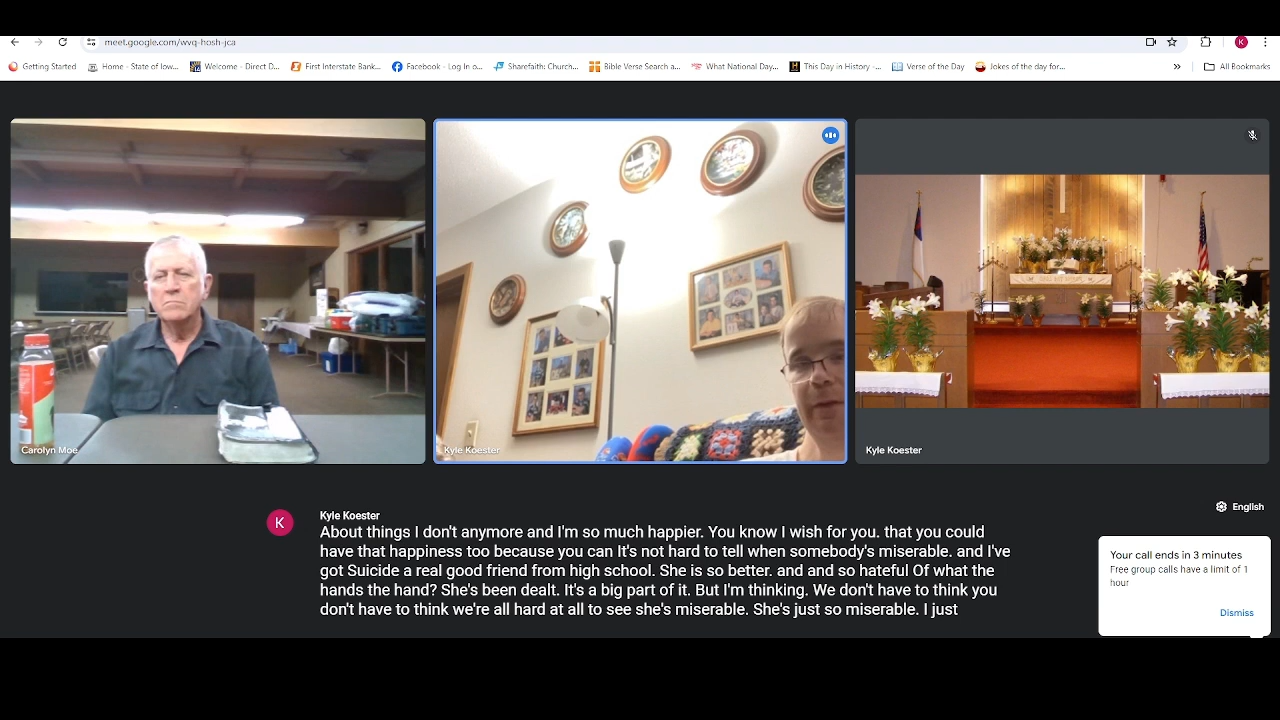 meet.google.com/wvq-hosh-jca
K
Getting Started
Home - State of Iow...
Welcome - Direct D...
First Interstate Bank...
Facebook - Log In o...
Sharefaith: Church...
Bible Verse Search a...
What National Day...
This Day in History -...
Verse of the Day
Jokes of the day for...
»
All Bookmarks
Carolyn Moe
Kyle Koester
Kyle Koester
English
K
Kyle Koester
About things I don't anymore and I'm so much happier. You know I wish for you. that you could
have that happiness too because you can It's not hard to tell when somebody's miserable. and I've
got Suicide a real good friend from high school. She is so better. and and so hateful Of what the
hands the hand? She's been dealt. It's a big part of it. But I'm thinking. We don't have to think you
don't have to think we're all hard at all to see she's miserable. She's just so miserable. I just
Your call ends in 3 minutes
Free group calls have a limit of 1
hour
Dismiss